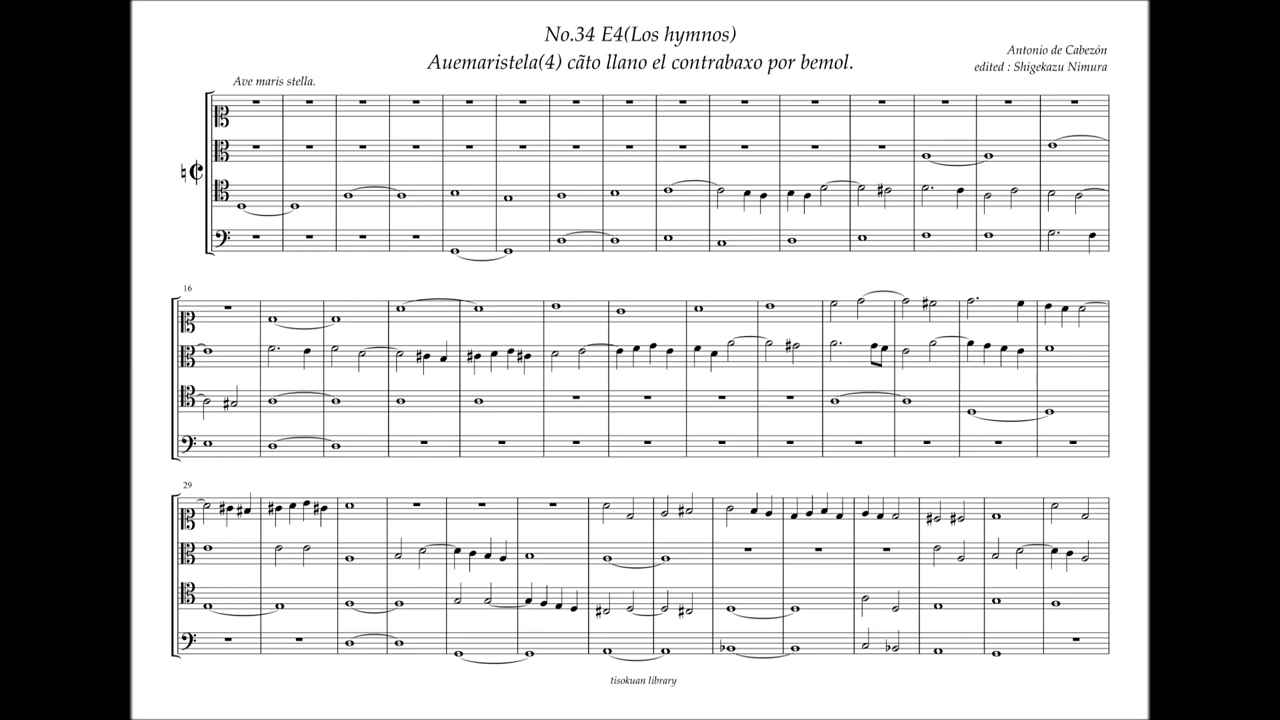 No.34 E4(Los hymnos)
Auemaristela(4) cãto llano el contrabaxo por bemol.
Antonio de Cabezón
edited : Shigekazu Nimura
Ave maris stella.
16
29
tisokuan library